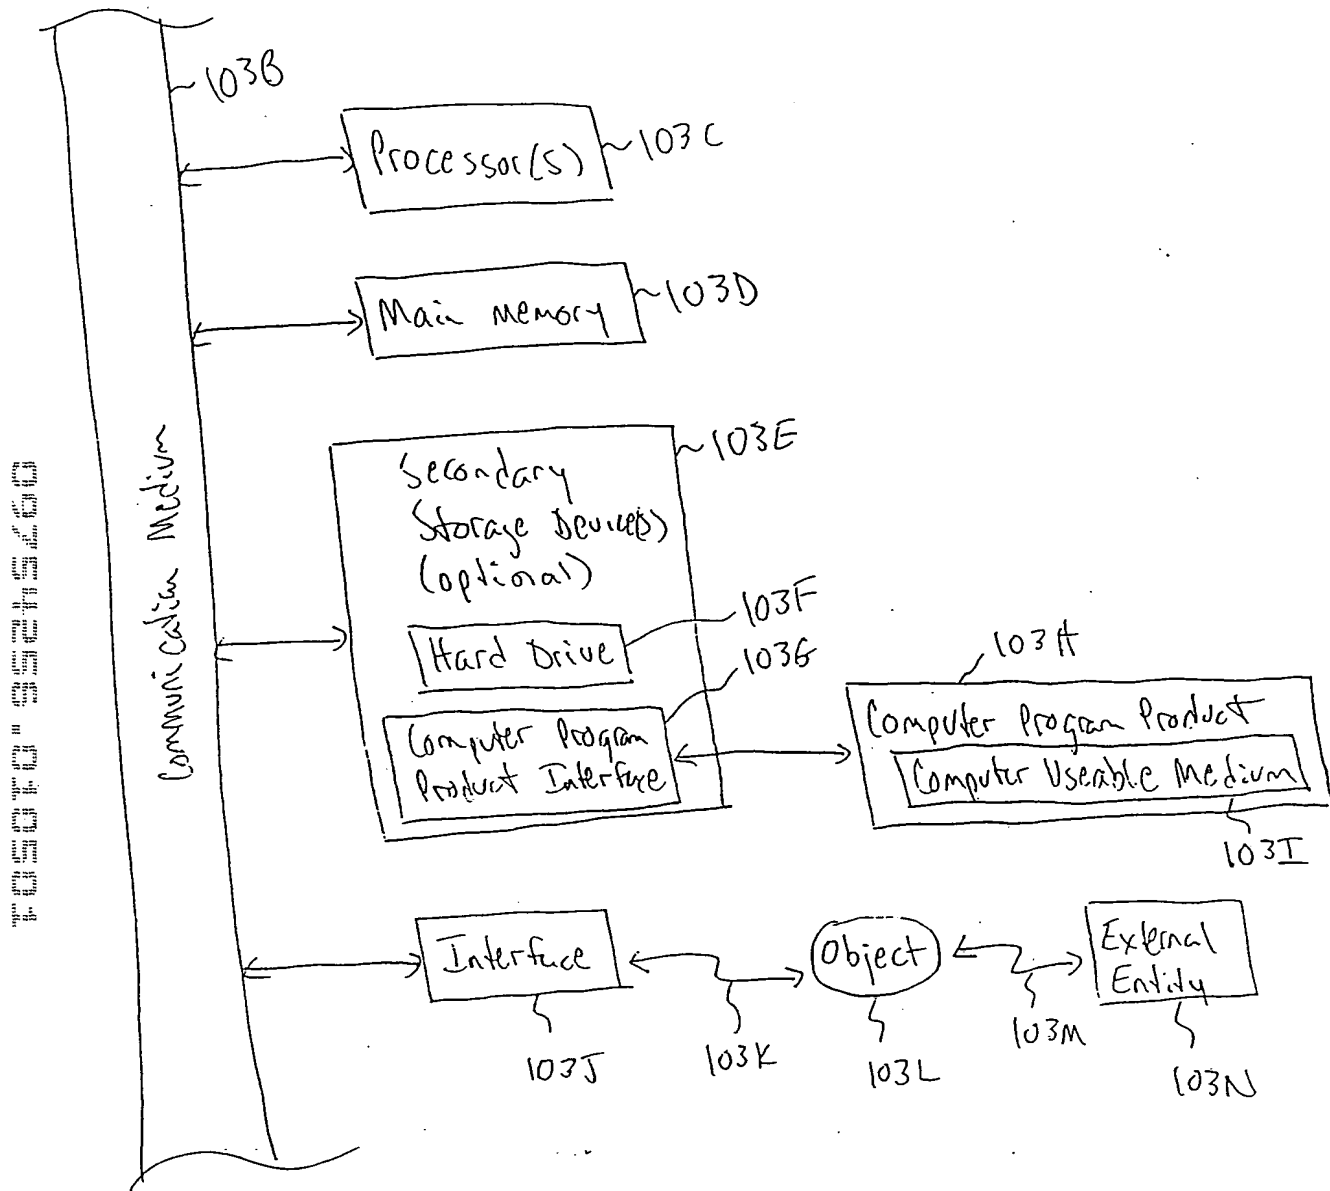 103B
Processor(s)
103C
Main Memory
103D
Communication Medium
103E
Secondary
Storage Device(s)
(optional)
103F
Hard Drive
103G
Computer Program
Product Interface
103H
Computer Program Product
Computer Useable Medium
103I
Interface
Object
External
Entity
103J
103K
103L
103M
103N